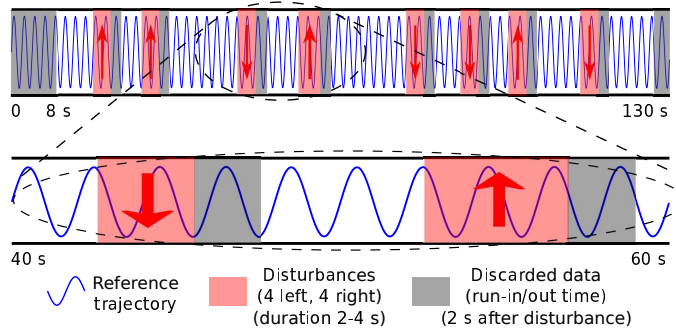 0 8 s 130 s
40 s 60 s
Reference
trajectory
Disturbances
(4 left, 4 right)
(duration 2-4 s)
Discarded data
(run-in/out time)
(2 s after disturbance)